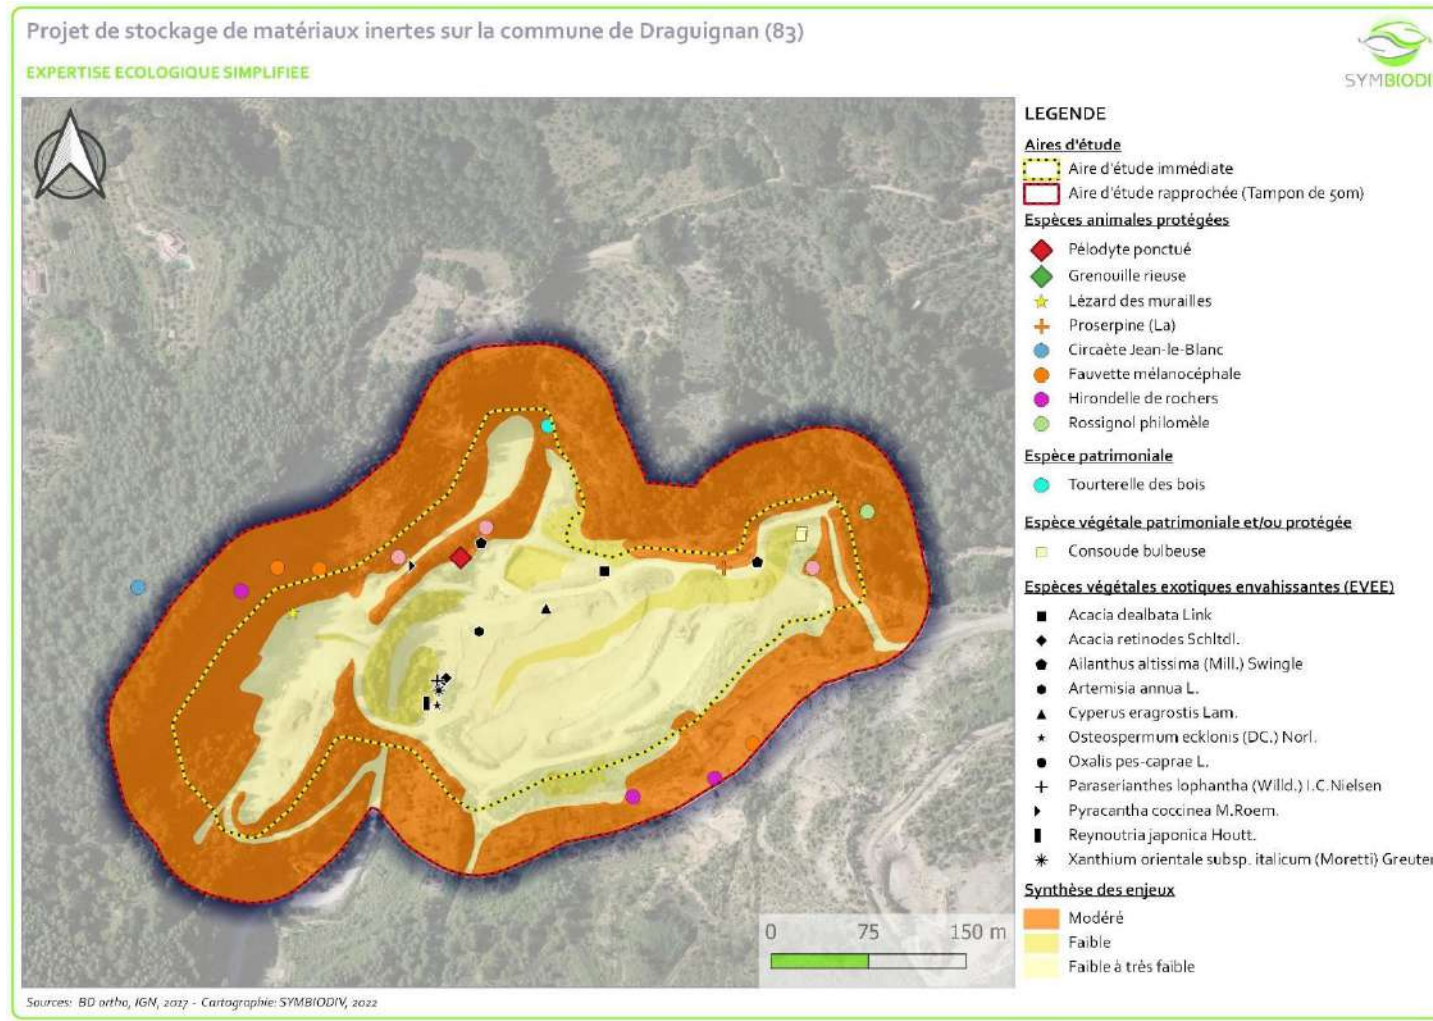 Projet de stockage de matériaux inertes sur la commune de Draguignan (83)
EXPERTISE ECOLOGIQUE SIMPLIFIEE
SYMBIODI
LEGENDE
Aires d'étude
Aire d'étude immédiate
Aire d'étude rapprochée (Tampon de 50m)
Espèces animales protégées
Pélodyte ponctué
Grenouille rieuse
Lézard des murailles
Proserpine (La)
Circaète Jean-le-Blanc
Fauvette mélanocéphale
Hirondelle de rochers
Rossignol philomèle
Espèce patrimoniale
Tourterelle des bois
Espèce végétale patrimoniale et/ou protégée
Consoude bulbeuse
Espèces végétales exotiques envahissantes (EVEE)
Acacia dealbata Link
Acacia retinodes Schltdl.
Ailanthus altissima (Mill.) Swingle
Artemisia annua L.
Cyperus eragrostis Lam.
Osteospermum ecklonis (DC.) Norl.
Oxalis pes-caprae L.
Paraserianthes lophantha (Willd.) I.C.Nielsen
Pyracantha coccinea M.Roem.
Reynoutria japonica Houtt.
Xanthium orientale subsp. italicum (Moretti) Greuter
Synthèse des enjeux
Modéré
Faible
Faible à très faible
0 75 150 m
Sources: BD ortho, IGN, 2017 - Cartographie: SYMBIODIV, 2022